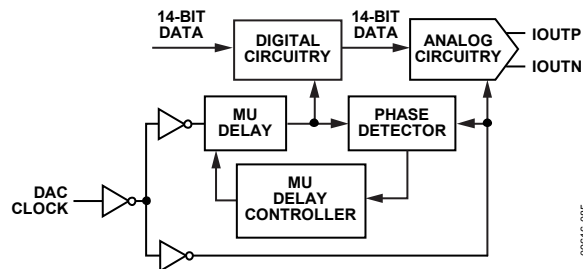 14-BIT
DATA
14-BIT
DATA
DIGITAL
CIRCUITRY
ANALOG
CIRCUITRY
IOUTP
IOUTN
MU
DELAY
PHASE
DETECTOR
MU
DELAY
CONTROLLER
DAC
CLOCK